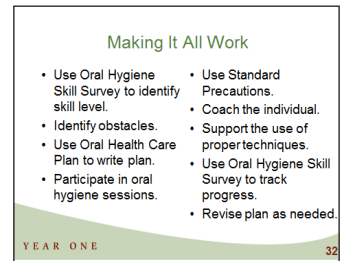 Making It All Work
• Use Oral Hygiene
Skill Survey to identify
skill level.
• Identify obstacles.
• Use Oral Health Care
Plan to write plan.
• Participate in oral
hygiene sessions.
• Use Standard
Precautions.
• Coach the individual.
• Support the use of
proper techniques.
• Use Oral Hygiene Skill
Survey to track
progress.
• Revise plan as needed.
YEAR ONE
32